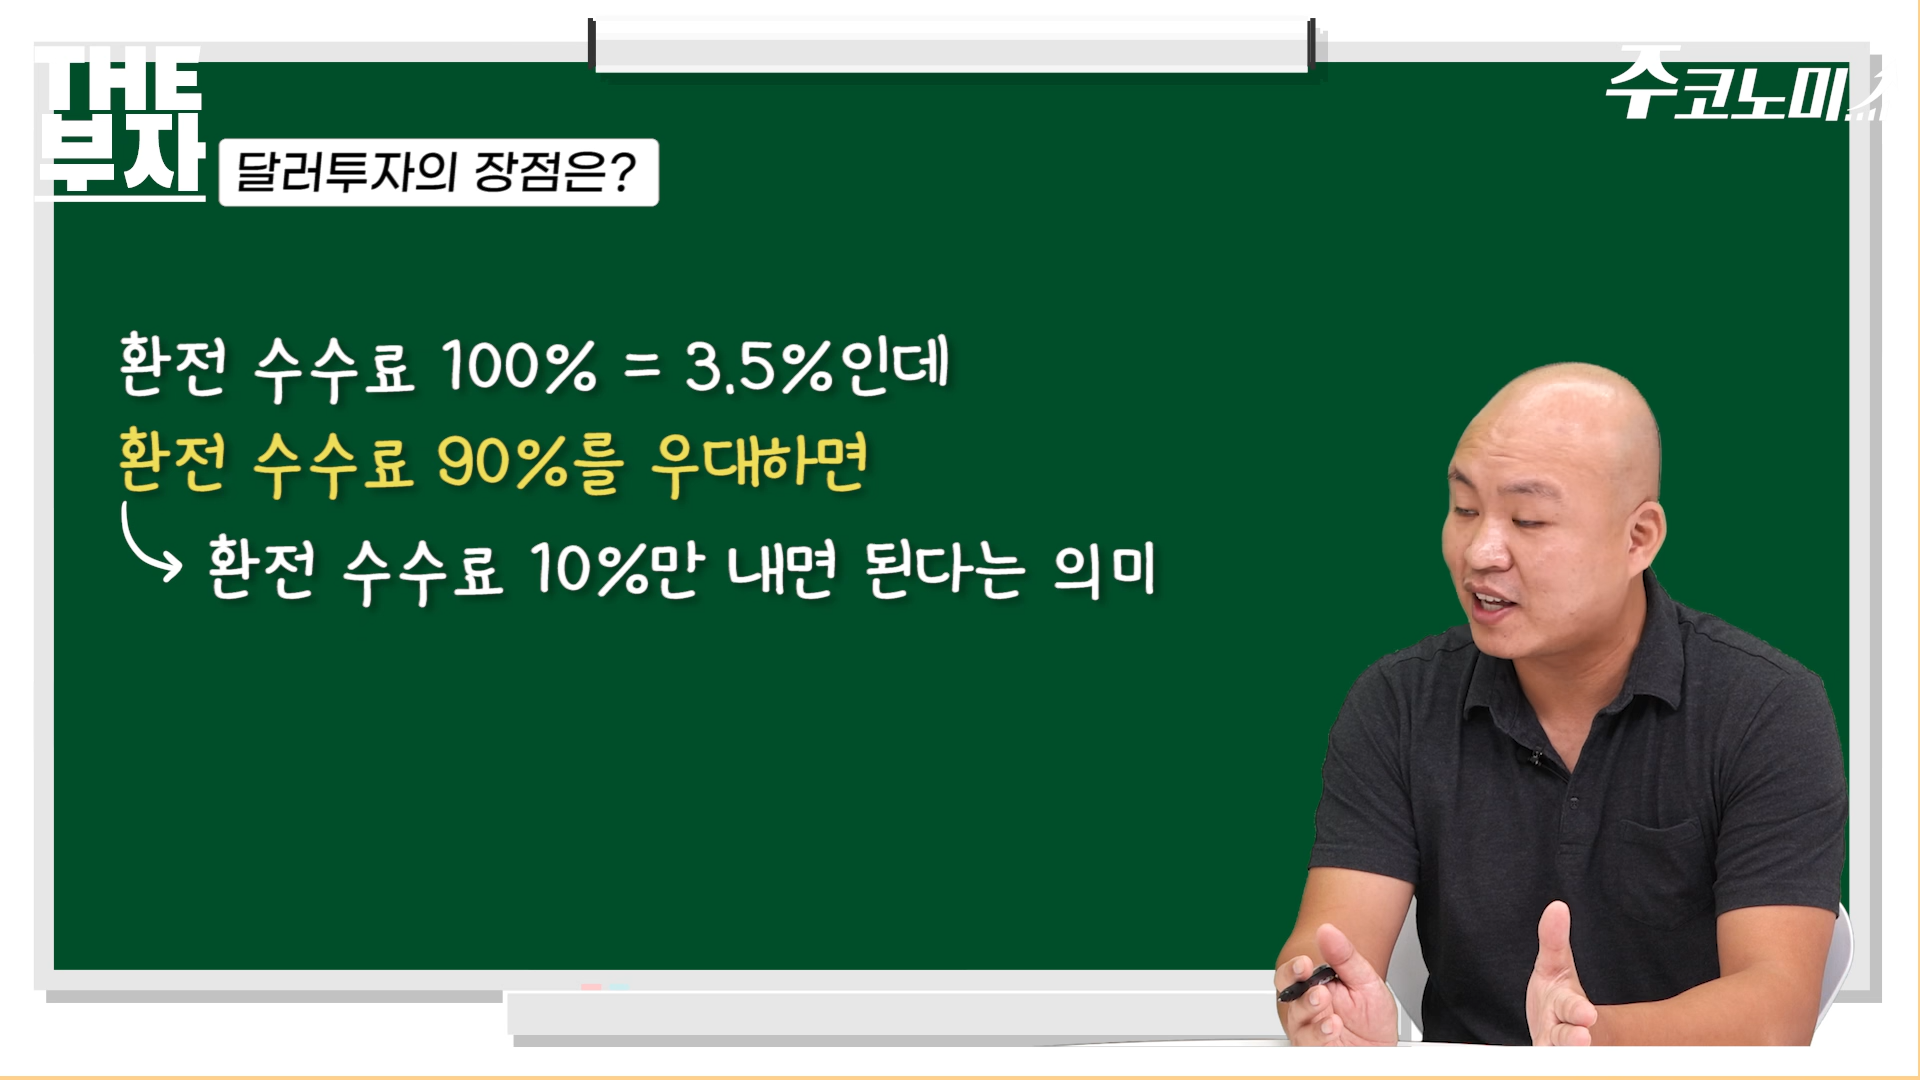 THE
부자
주코노미
달러투자의 장점은?
환전 수수료 100% = 3.5%인데
환전 수수료 90%를 우대하면
환전 수수료 10%만 내면 된다는 의미